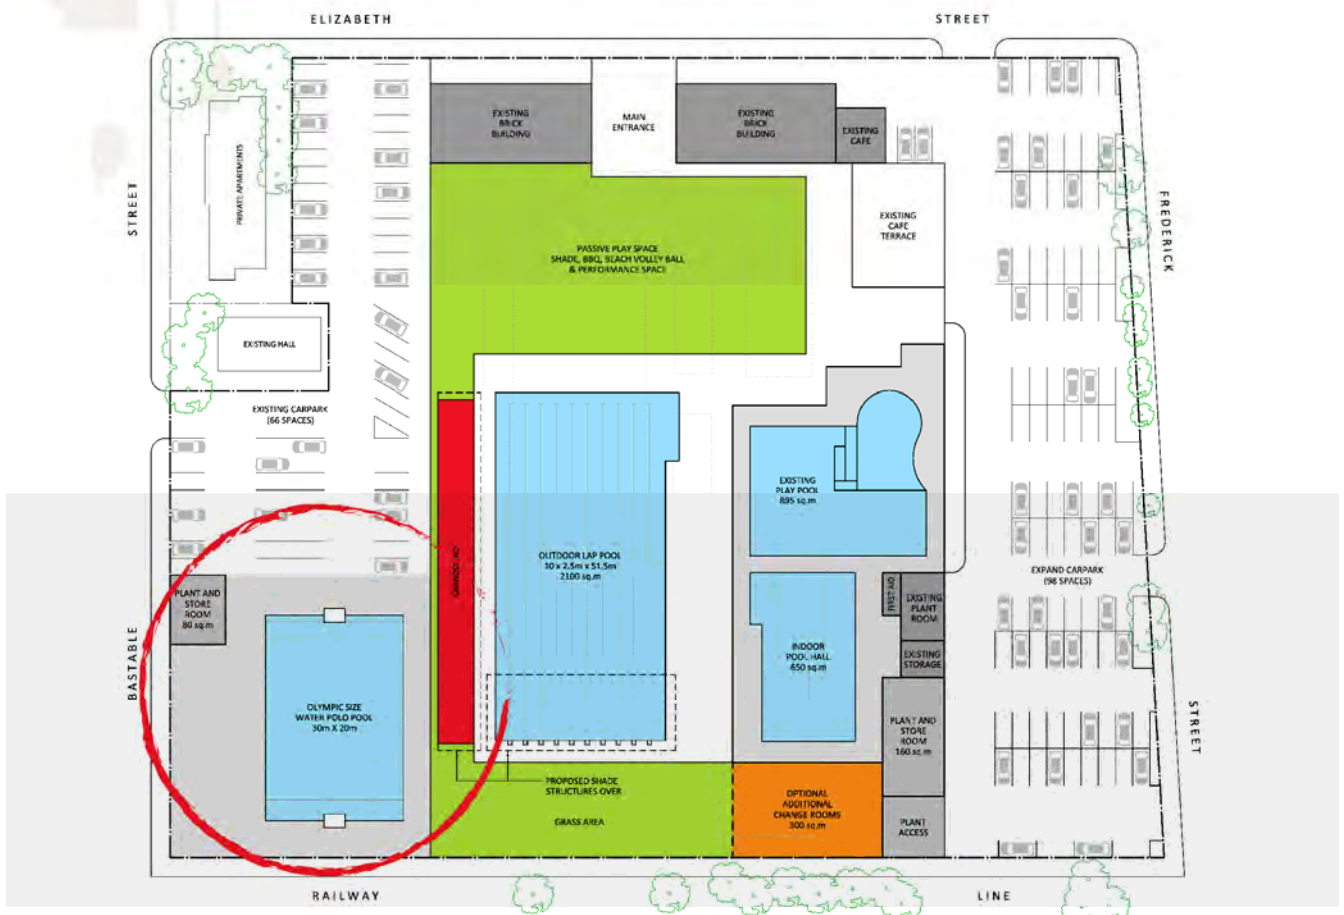 ELIZABETH
STREET
EXISTING
BRICK
BUILDING
MAIN
ENTRANCE
EXISTING
BRICK
BUILDING
EXISTING
CAFE
PRIVATE APARTMENTS
STREET
FREDERICK
EXISTING
CAFE
TERRACE
PASSIVE PLAY SPACE
SHADE, BBQ, BEACH VOLLEY BALL
& PERFORMANCE SPACE
EXISTING HALL
EXISTING CARPARK
(66 SPACES)
EXISTING
PLAY POOL
895 sq.m
OUTDOOR LAP POOL
10 x 2.5m x 51.5m
2100 sq.m
GRANDSTAND
EXPAND CARPARK
(98 SPACES)
PLANT AND
STORE
ROOM
80 sq.m
FIRST AID
EXISTING
PLANT
ROOM
INDOOR
POOL HALL
650 sq.m
EXISTING
STORAGE
BASTABLE
OLYMPIC SIZE
WATER POLO POOL
30m X 20m
STREET
PLANT AND
STORE
ROOM
160 sq.m
PROPOSED SHADE
STRUCTURES OVER
GRASS AREA
OPTIONAL
ADDITIONAL
CHANGE ROOMS
300 sq.m
PLANT
ACCESS
RAILWAY
LINE